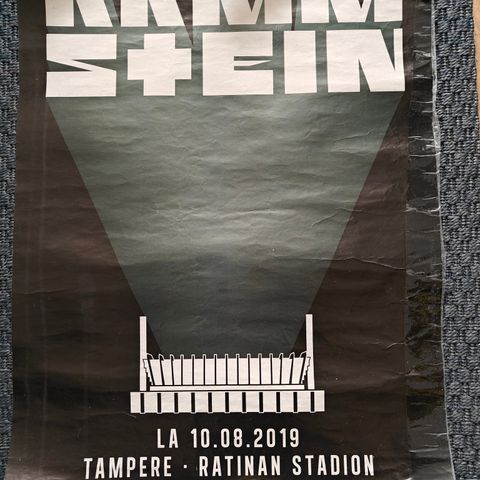 RAMM
STEIN
LA 10.08.2019
TAMPERE · RATINAN STADION